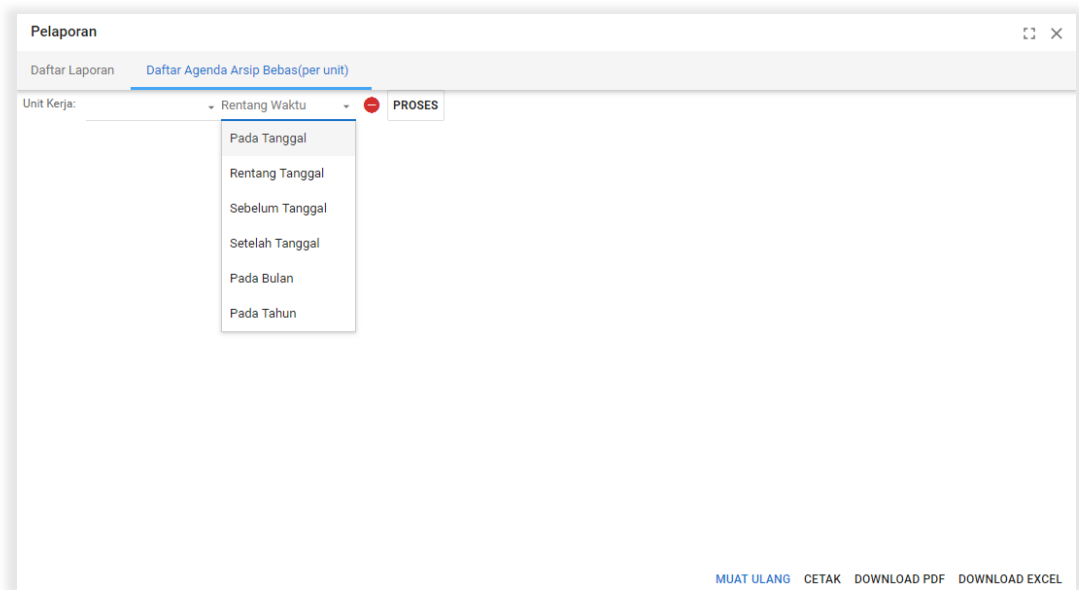 Pelaporan
Daftar Laporan Daftar Agenda Arsip Bebas(per unit)
Unit Kerja: Rentang Waktu PROSES
Pada Tanggal
Rentang Tanggal
Sebelum Tanggal
Setelah Tanggal
Pada Bulan
Pada Tahun
MUAT ULANG CETAK DOWNLOAD PDF DOWNLOAD EXCEL